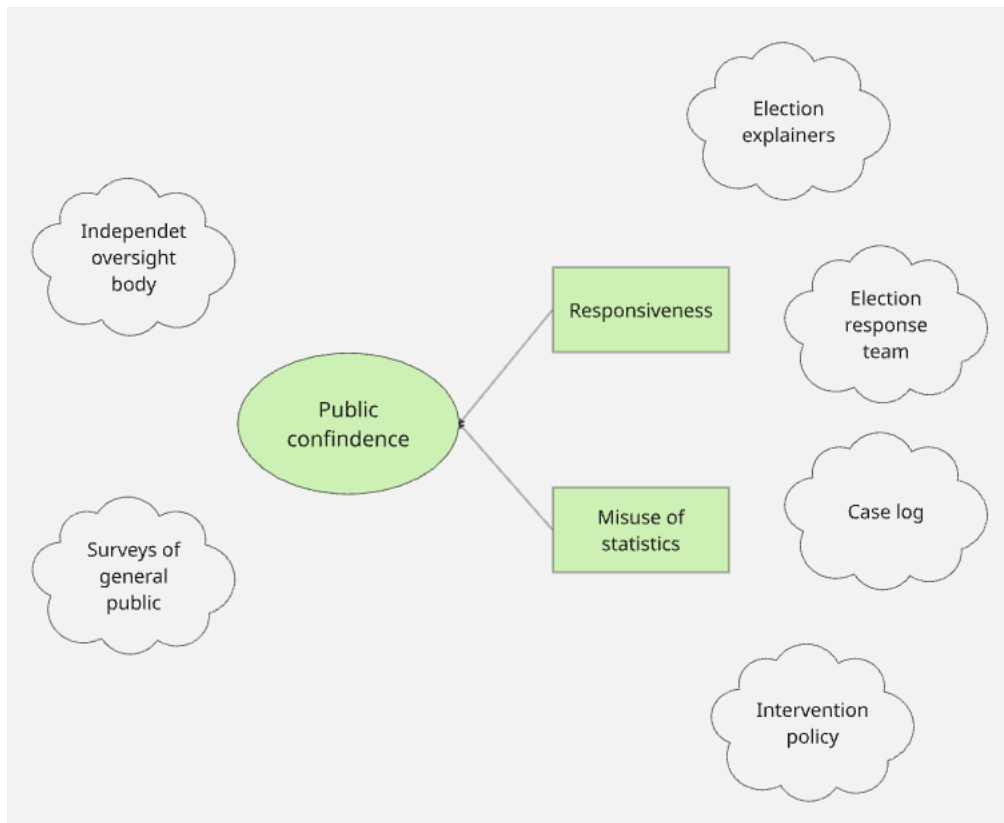 Election
explainers
Independet
oversight
body
Responsiveness
Election
response
team
Public
confindence
Misuse of
statistics
Case log
Surveys of
general
public
Intervention
policy